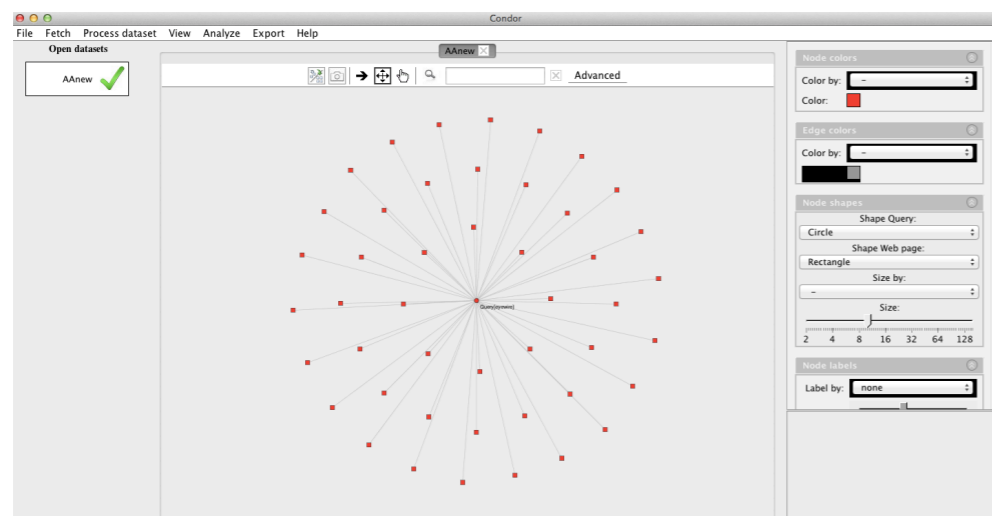 Condor
File Fetch Process dataset View Analyze Export Help
Open datasets
AAnew
AAnew
Advanced
Node colors
Color by: –
Color:
Edge colors
Color by: –
Node shapes
Shape Query:
Circle
Shape Web page:
Rectangle
Size by:
–
Size:
2 4 8 16 32 64 128
Node labels
Label by: none